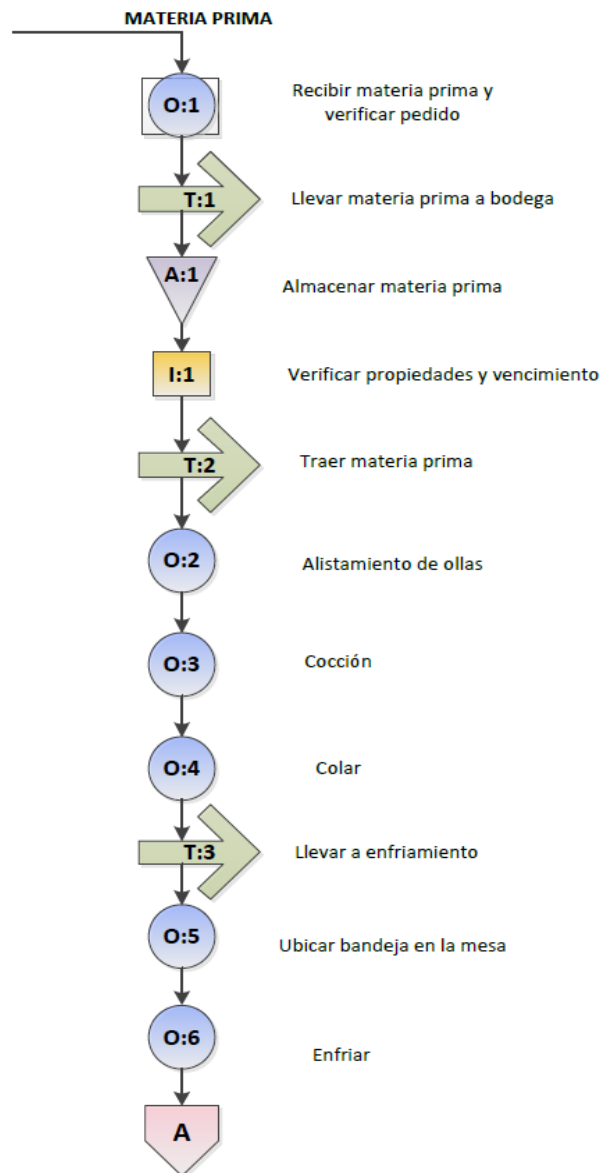 MATERIA PRIMA
O:1
Recibir materia prima y
verificar pedido
T:1
Llevar materia prima a bodega
A:1
Almacenar materia prima
I:1
Verificar propiedades y vencimiento
T:2
Traer materia prima
O:2
Alistamiento de ollas
O:3
Cocción
O:4
Colar
T:3
Llevar a enfriamiento
O:5
Ubicar bandeja en la mesa
O:6
Enfriar
A